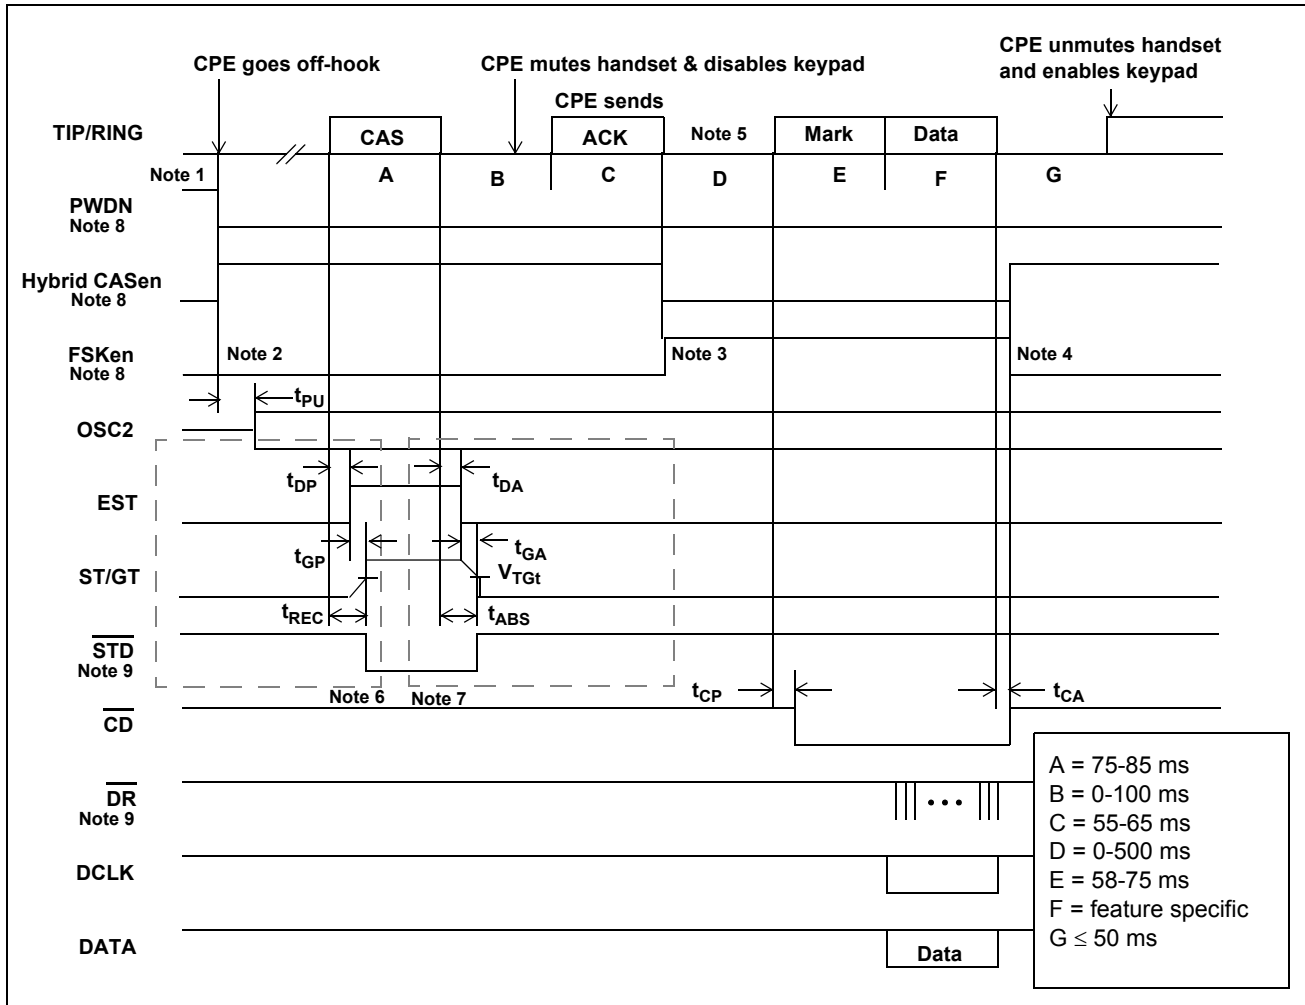 CPE goes off-hook
CPE mutes handset & disables keypad
CPE unmutes handset
and enables keypad
CPE sends
TIP/RING
CAS
ACK
Note 5
Mark
Data
Note 1
A
B
C
D
E
F
G
PWDN
Note 8
Hybrid CASen
Note 8
FSKen
Note 8
Note 2
Note 3
Note 4
tPU
OSC2
tDP
tDA
EST
tGP
tGA
ST/GT
VTGt
tREC
tABS
STD
Note 9
Note 6
Note 7
tCP
tCA
CD
DR
Note 9
DCLK
DATA
Data
A = 75-85 ms
B = 0-100 ms
C = 55-65 ms
D = 0-500 ms
E = 58-75 ms
F = feature specific
G ≤ 50 ms